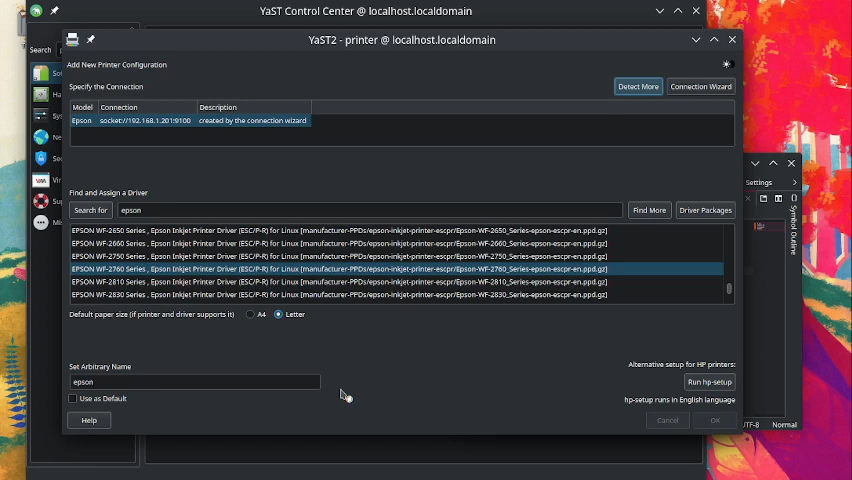 YaST Control Center @ localhost.localdomain
YaST2 - printer @ localhost.localdomain
Search
Add New Printer Configuration
Specify the Connection
Detect More
Connection Wizard
Model Connection Description
Epson socket://192.168.1.201:9100 created by the connection wizard
Settings
Find and Assign a Driver
Search for
epson
Find More
Driver Packages
Symbol Outline
EPSON WF-2650 Series , Epson Inkjet Printer Driver (ESC/P-R) for Linux [manufacturer-PPDs/epson-inkjet-printer-escpr/Epson-WF-2650_Series-epson-escpr-en.ppd.gz]
EPSON WF-2660 Series , Epson Inkjet Printer Driver (ESC/P-R) for Linux [manufacturer-PPDs/epson-inkjet-printer-escpr/Epson-WF-2660_Series-epson-escpr-en.ppd.gz]
EPSON WF-2750 Series , Epson Inkjet Printer Driver (ESC/P-R) for Linux [manufacturer-PPDs/epson-inkjet-printer-escpr/Epson-WF-2750_Series-epson-escpr-en.ppd.gz]
EPSON WF-2760 Series , Epson Inkjet Printer Driver (ESC/P-R) for Linux [manufacturer-PPDs/epson-inkjet-printer-escpr/Epson-WF-2760_Series-epson-escpr-en.ppd.gz]
EPSON WF-2810 Series , Epson Inkjet Printer Driver (ESC/P-R) for Linux [manufacturer-PPDs/epson-inkjet-printer-escpr/Epson-WF-2810_Series-epson-escpr-en.ppd.gz]
EPSON WF-2830 Series , Epson Inkjet Printer Driver (ESC/P-R) for Linux [manufacturer-PPDs/epson-inkjet-printer-escpr/Epson-WF-2830_Series-epson-escpr-en.ppd.gz]
Default paper size (if printer and driver supports it) A4 Letter
Set Arbitrary Name
Alternative setup for HP printers:
epson
Run hp-setup
Use as Default
hp-setup runs in English language
Help
Cancel
OK
UTF-8 Normal